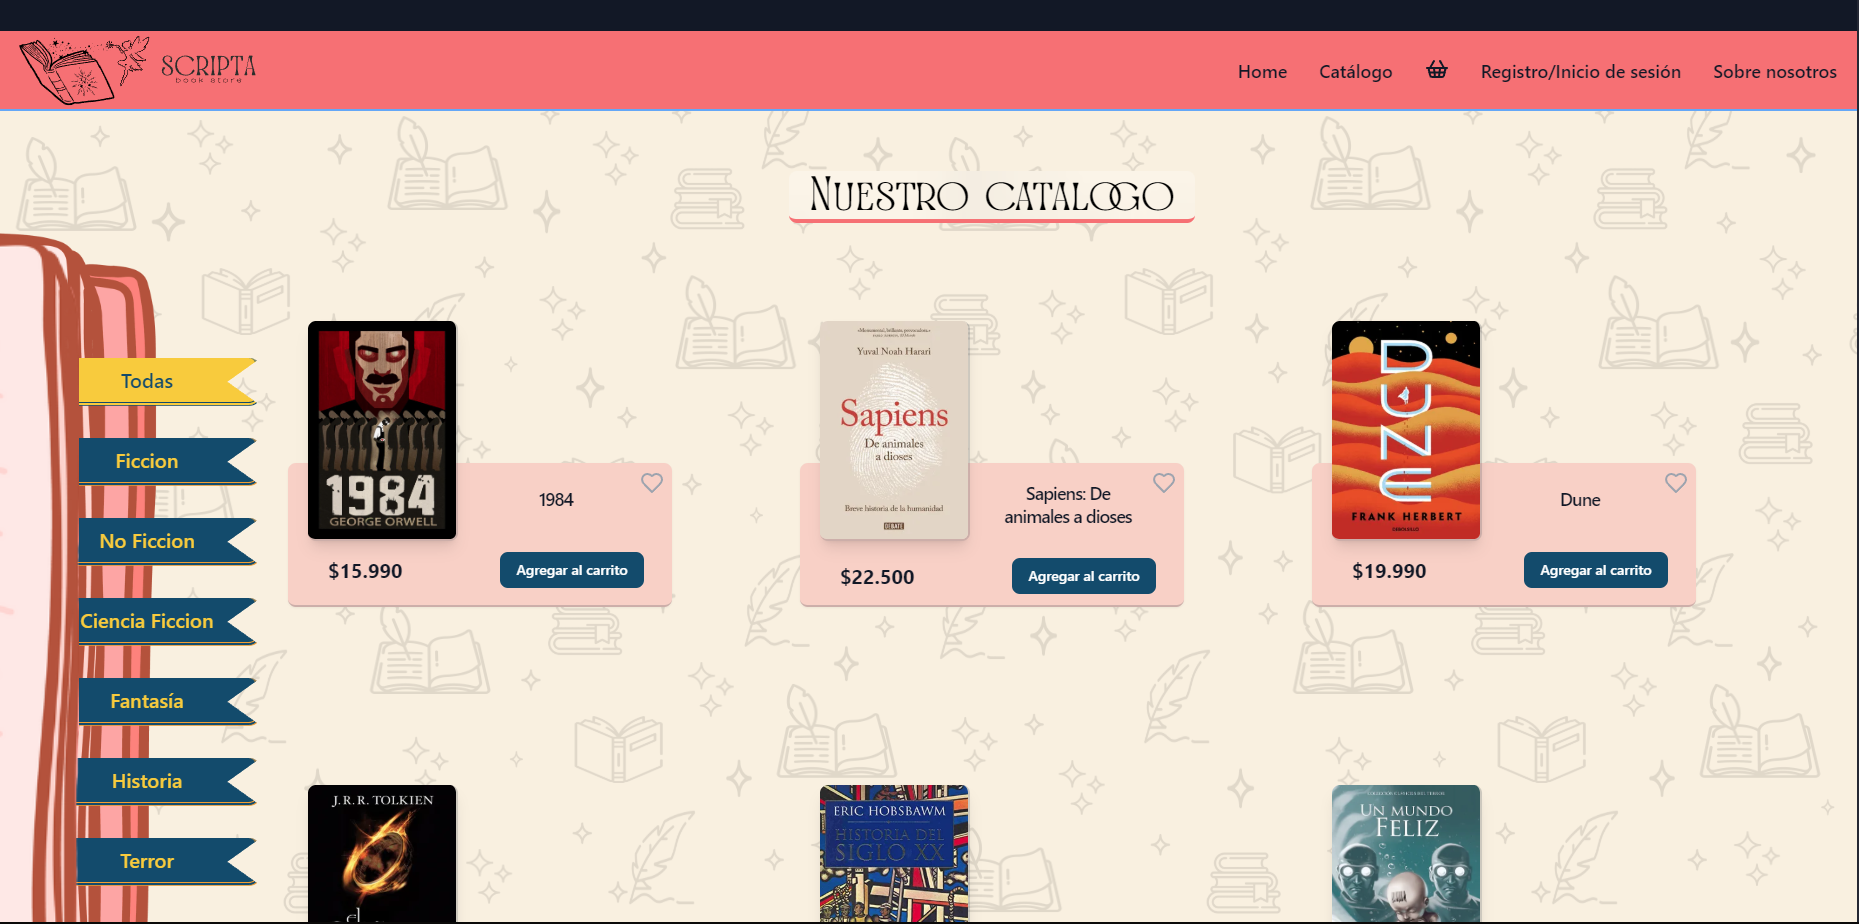 SCRIPTA
book store
Home
Catálogo
Registro/Inicio de sesión
Sobre nosotros
Nuestro catalogo
Todas
Ficcion
No Ficcion
Ciencia Ficcion
Fantasía
Historia
Terror
1984
GEORGE ORWELL
1984
$15.990
Agregar al carrito
Yuval Noah Harari
Sapiens
De animales
a dioses
Breve historia de la humanidad
DEBATE
Sapiens: De
animales a dioses
$22.500
Agregar al carrito
DUNE
FRANK HERBERT
Dune
$19.990
Agregar al carrito
J.R.R. TOLKIEN
el
ERIC HOBSBAWM
HISTORIA DEL
SIGLO XX
UN MUNDO
FELIZ